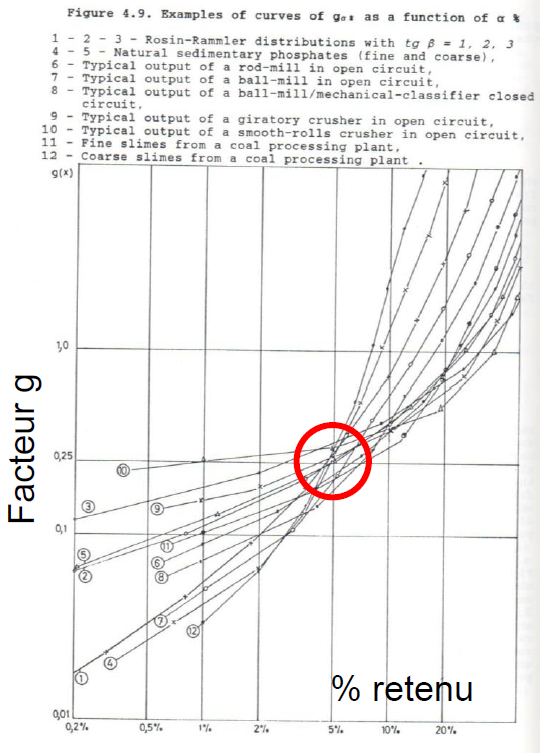 Figure 4.9. Examples of curves of gα* as a function of α %
1 - 2 - 3 - Rosin-Rammler distributions with tg β = 1, 2, 3
4 - 5 - Natural sedimentary phosphates (fine and coarse),
6 - Typical output of a rod-mill in open circuit,
7 - Typical output of a ball-mill in open circuit,
8 - Typical output of a ball-mill/mechanical-classifier closed
circuit,
9 - Typical output of a giratory crusher in open circuit,
10 - Typical output of a smooth-rolls crusher in open circuit,
11 - Fine slimes from a coal processing plant,
12 - Coarse slimes from a coal processing plant .
g(x)
1,0
Facteur g
10
0,25
3
9
0,1
11
5
6
2
8
7
12
4
1
% retenu
0,01
0,2% 0,5% 1% 2% 5% 10% 20%